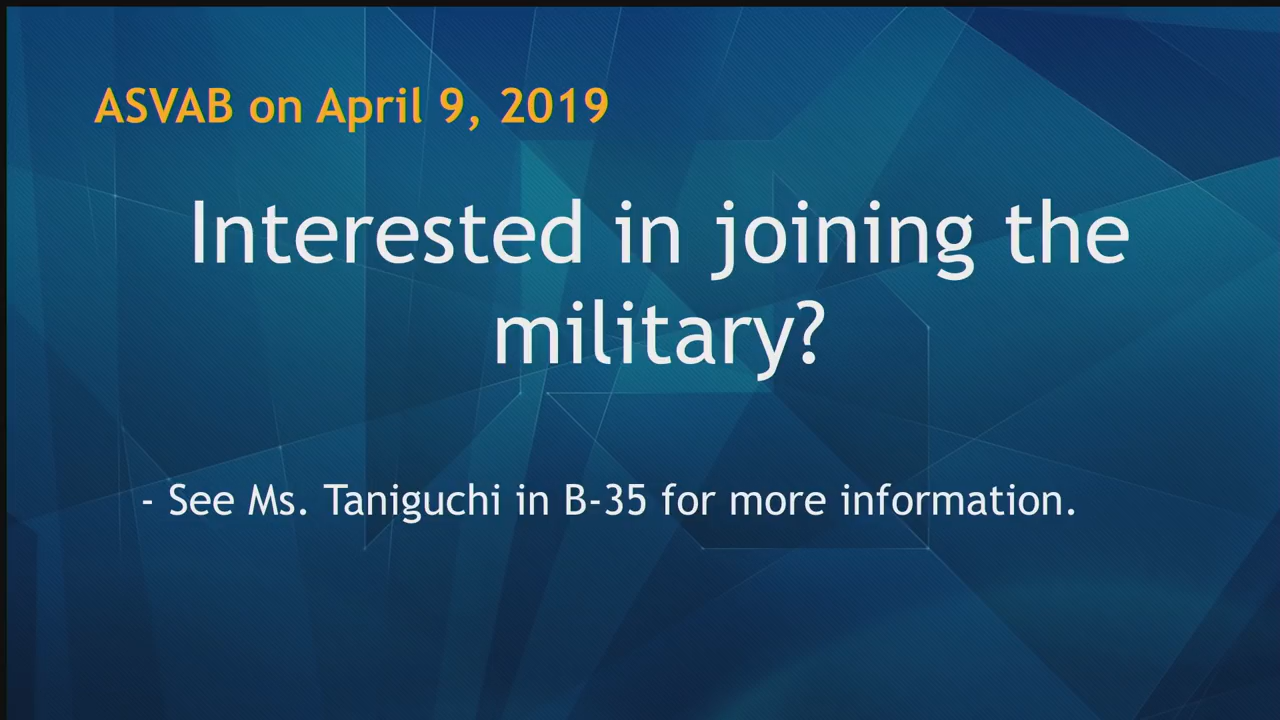 ASVAB on April 9, 2019
Interested in joining the
military?
- See Ms. Taniguchi in B-35 for more information.